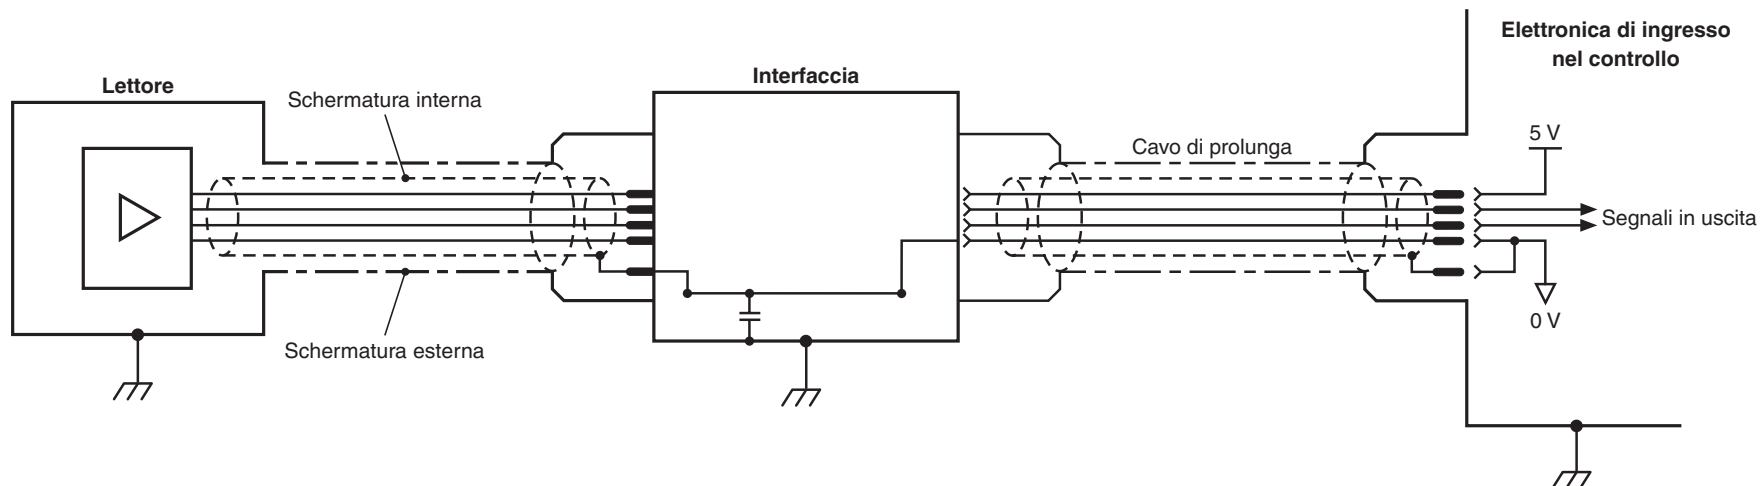 Elettronica di ingresso
nel controllo
Interfaccia
Lettore
Schermatura interna
5 V
Cavo di prolunga
Segnali in uscita
0 V
Schermatura esterna